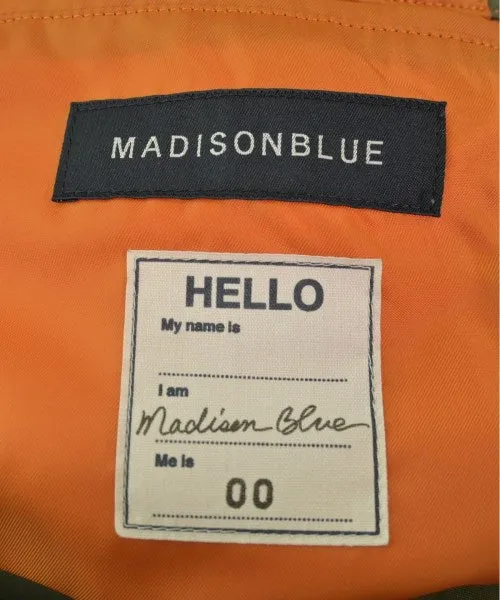 MADISONBLUE
HELLO
My name is
I am
Madison Blue
Me is
00